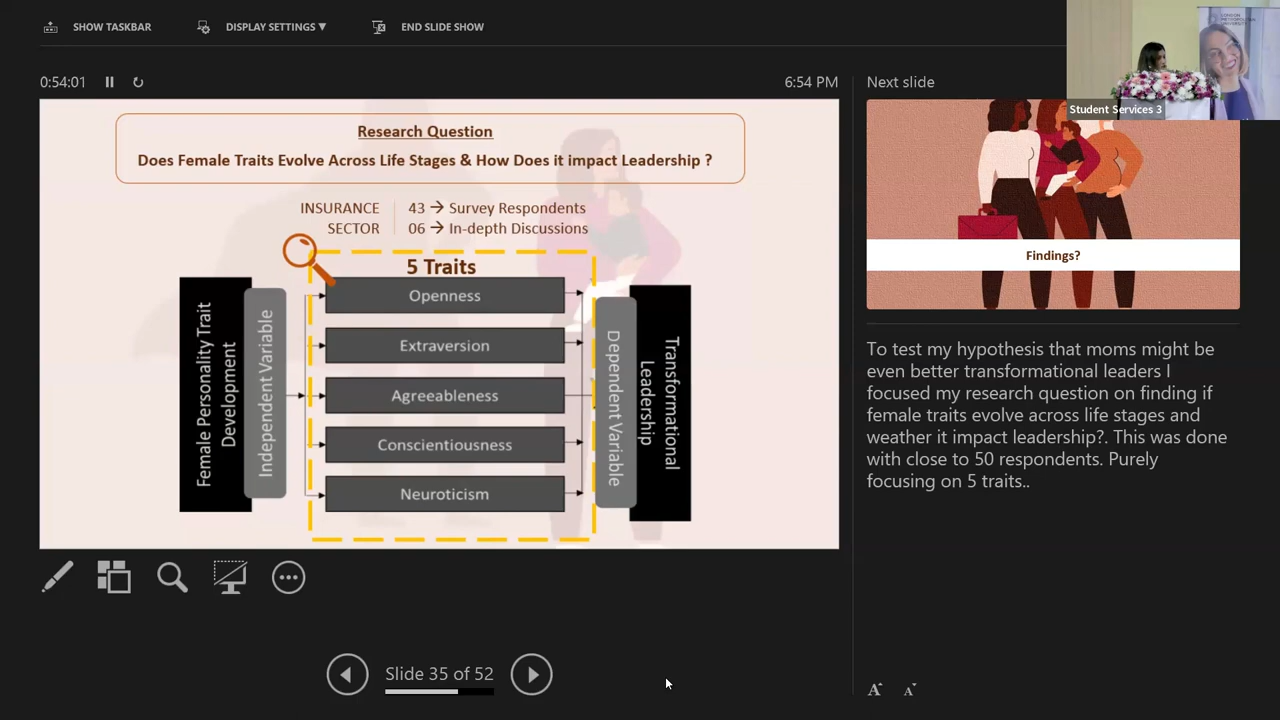 SHOW TASKBAR
DISPLAY SETTINGS ▼
END SLIDE SHOW
LONDON
METROPOLITAN
UNIVERSITY
Student Services 3
0:54:01
6:54 PM
Next slide
Research Question
Does Female Traits Evolve Across Life Stages & How Does it impact Leadership ?
INSURANCE
SECTOR
43 → Survey Respondents
06 → In-depth Discussions
5 Traits
Female Personality Trait
Development
Independent Variable
Openness
Extraversion
Agreeableness
Conscientiousness
Neuroticism
Dependent Variable
Transformational
Leadership
Findings?
To test my hypothesis that moms might be
even better transformational leaders I
focused my research question on finding if
female traits evolve across life stages and
weather it impact leadership?. This was done
with close to 50 respondents. Purely
focusing on 5 traits..
Slide 35 of 52
A A